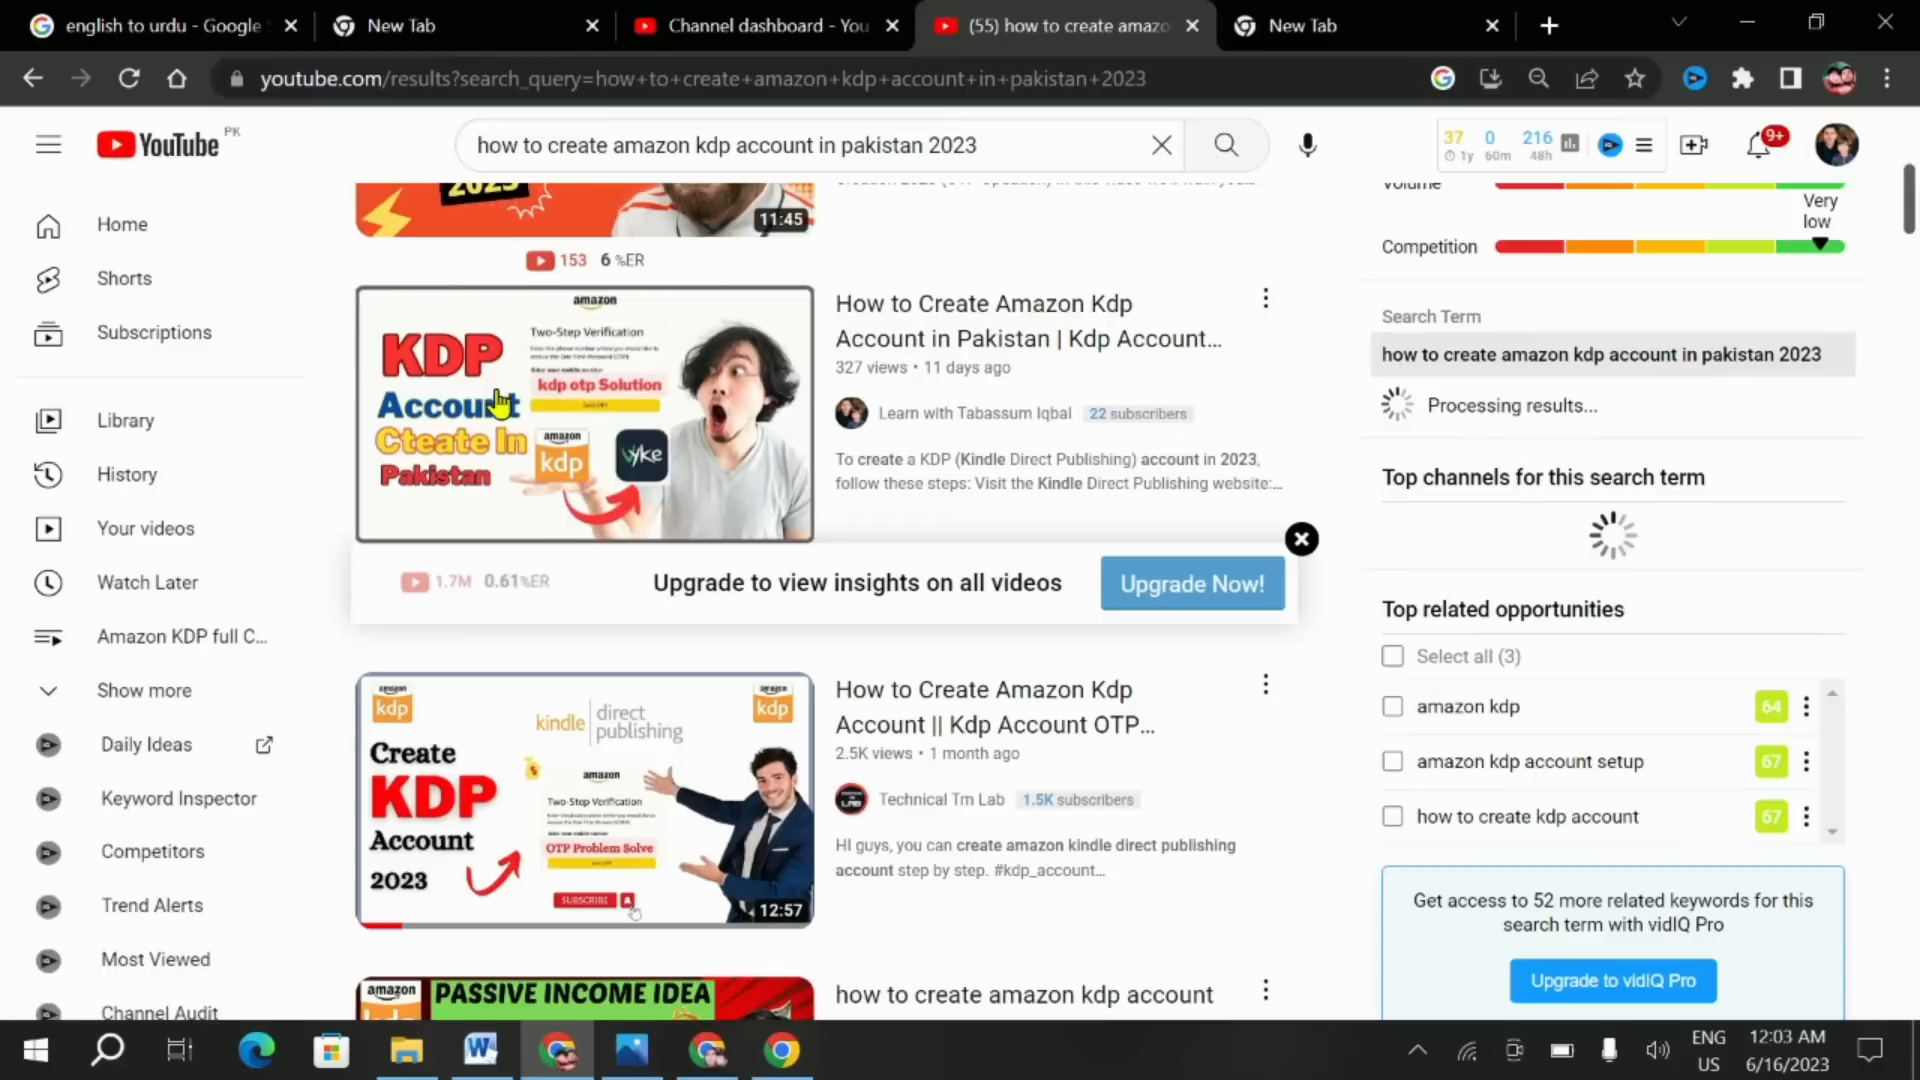 english to urdu - Google
New Tab
Channel dashboard - You
(55) how to create amazo
New Tab
youtube.com/results?search_query=how+to+create+amazon+kdp+account+in+pakistan+2023
YouTube
PK
how to create amazon kdp account in pakistan 2023
37
0
216
1y
60m
48h
9+
Home
Shorts
Subscriptions
Library
History
Your videos
Watch Later
Amazon KDP full C...
Show more
Daily Ideas
Keyword Inspector
Competitors
Trend Alerts
Most Viewed
Channel Audit
2023
11:45
153 6 %ER
amazon
KDP
Account
Cteate In
Pakistan
Two-Step Verification
kdp otp Solution
amazon
kdp
vyke
How to Create Amazon Kdp
Account in Pakistan | Kdp Account...
327 views • 11 days ago
Learn with Tabassum Iqbal 22 subscribers
To create a KDP (Kindle Direct Publishing) account in 2023,
follow these steps: Visit the Kindle Direct Publishing website:...
1.7M 0.61%ER
Upgrade to view insights on all videos
Upgrade Now!
amazon
kdp
kindle direct
publishing
amazon
kdp
Create
KDP
Account
2023
amazon
Two-Step Verification
OTP Problem Solve
SUBSCRIBE
12:57
How to Create Amazon Kdp
Account || Kdp Account OTP...
2.5K views • 1 month ago
Technical Tm Lab 1.5K subscribers
HI guys, you can create amazon kindle direct publishing
account step by step. #kdp_account...
amazon
PASSIVE INCOME IDEA
how to create amazon kdp account
Volume
Very
low
Competition
Search Term
how to create amazon kdp account in pakistan 2023
Processing results...
Top channels for this search term
Top related opportunities
Select all (3)
amazon kdp 64
amazon kdp account setup 67
how to create kdp account 67
Get access to 52 more related keywords for this
search term with vidIQ Pro
Upgrade to vidIQ Pro
ENG
US
12:03 AM
6/16/2023